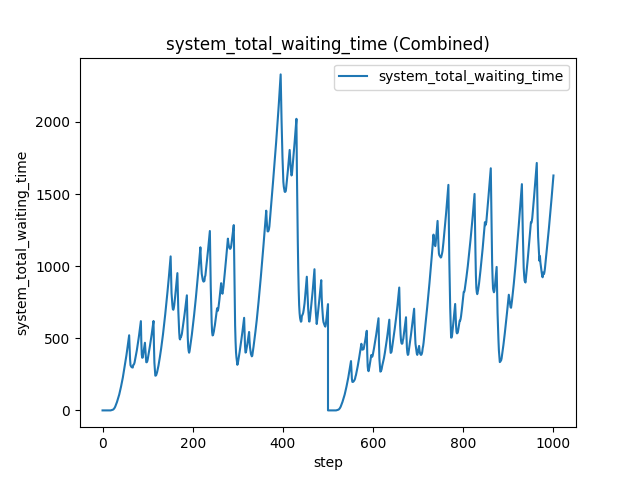 system_total_waiting_time (Combined)
system_total_waiting_time
system_total_waiting_time
2000
1500
1000
500
0
0 200 400 600 800 1000
step